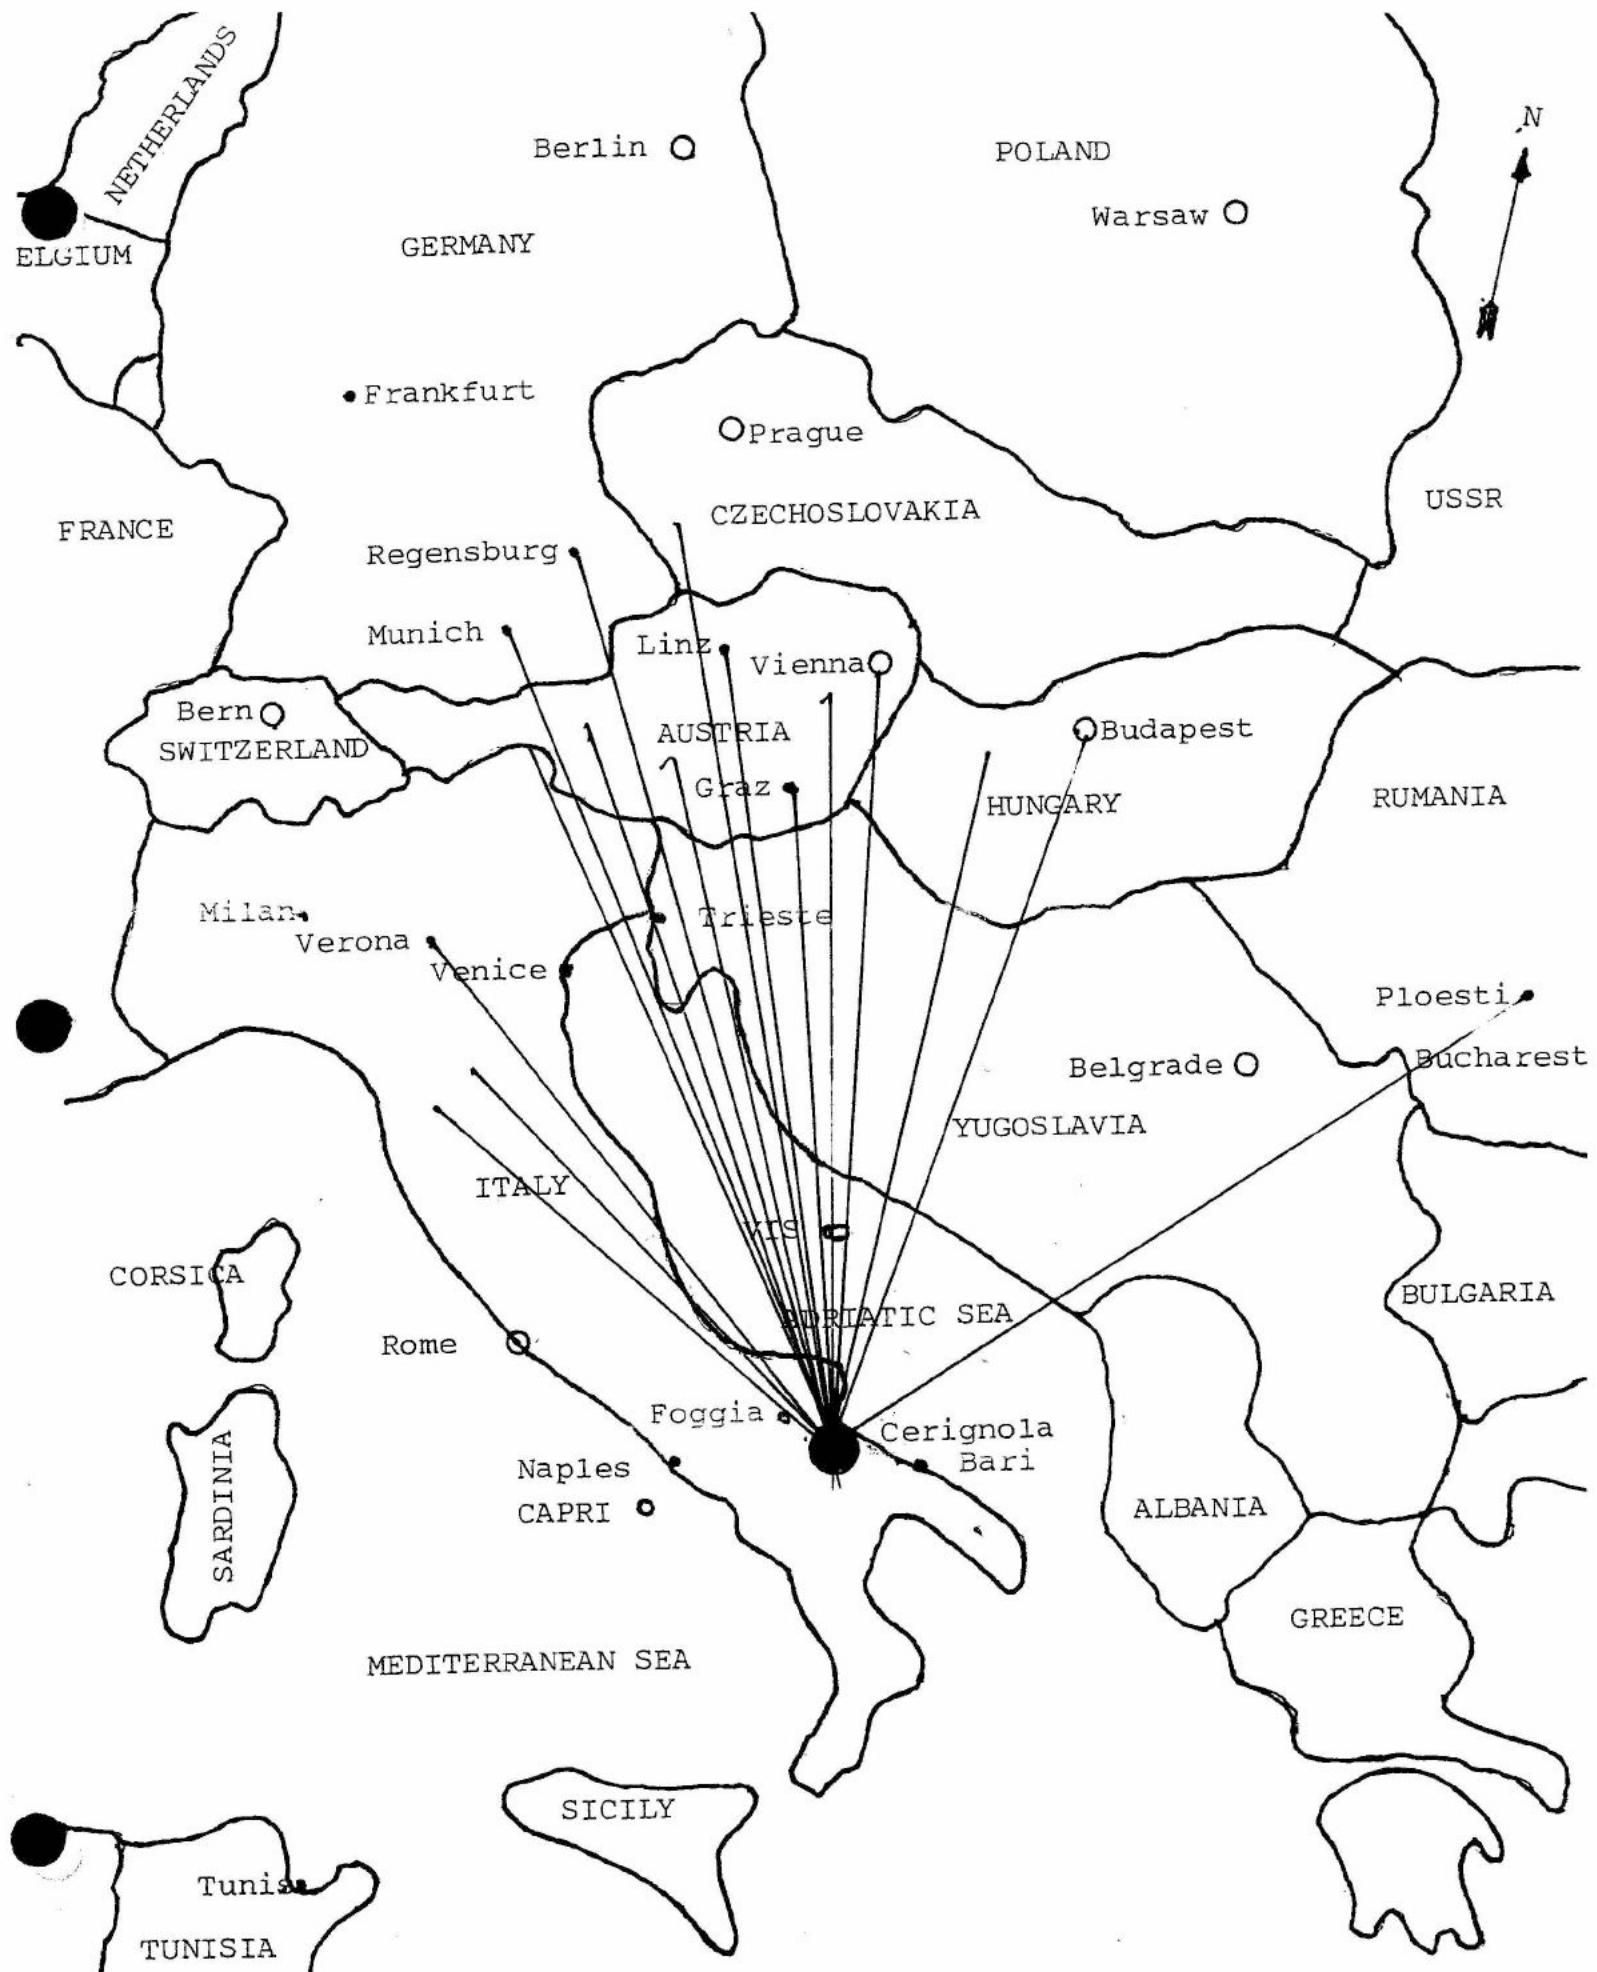 NETHERLANDS
N
Berlin
POLAND
Warsaw
GERMANY
ELGIUM
Frankfurt
Prague
USSR
CZECHOSLOVAKIA
FRANCE
Regensburg
Munich
Linz
Vienna
Bern
Budapest
AUSTRIA
SWITZERLAND
Graz
HUNGARY
RUMANIA
Milan
Trieste
Verona
Venice
Ploesti
Bucharest
Belgrade
YUGOSLAVIA
ITALY
VIS
CORSICA
BULGARIA
ADRIATIC SEA
Rome
Foggia
Cerignola
Bari
Naples
CAPRI
SARDINIA
ALBANIA
GREECE
MEDITERRANEAN SEA
SICILY
Tunis
TUNISIA